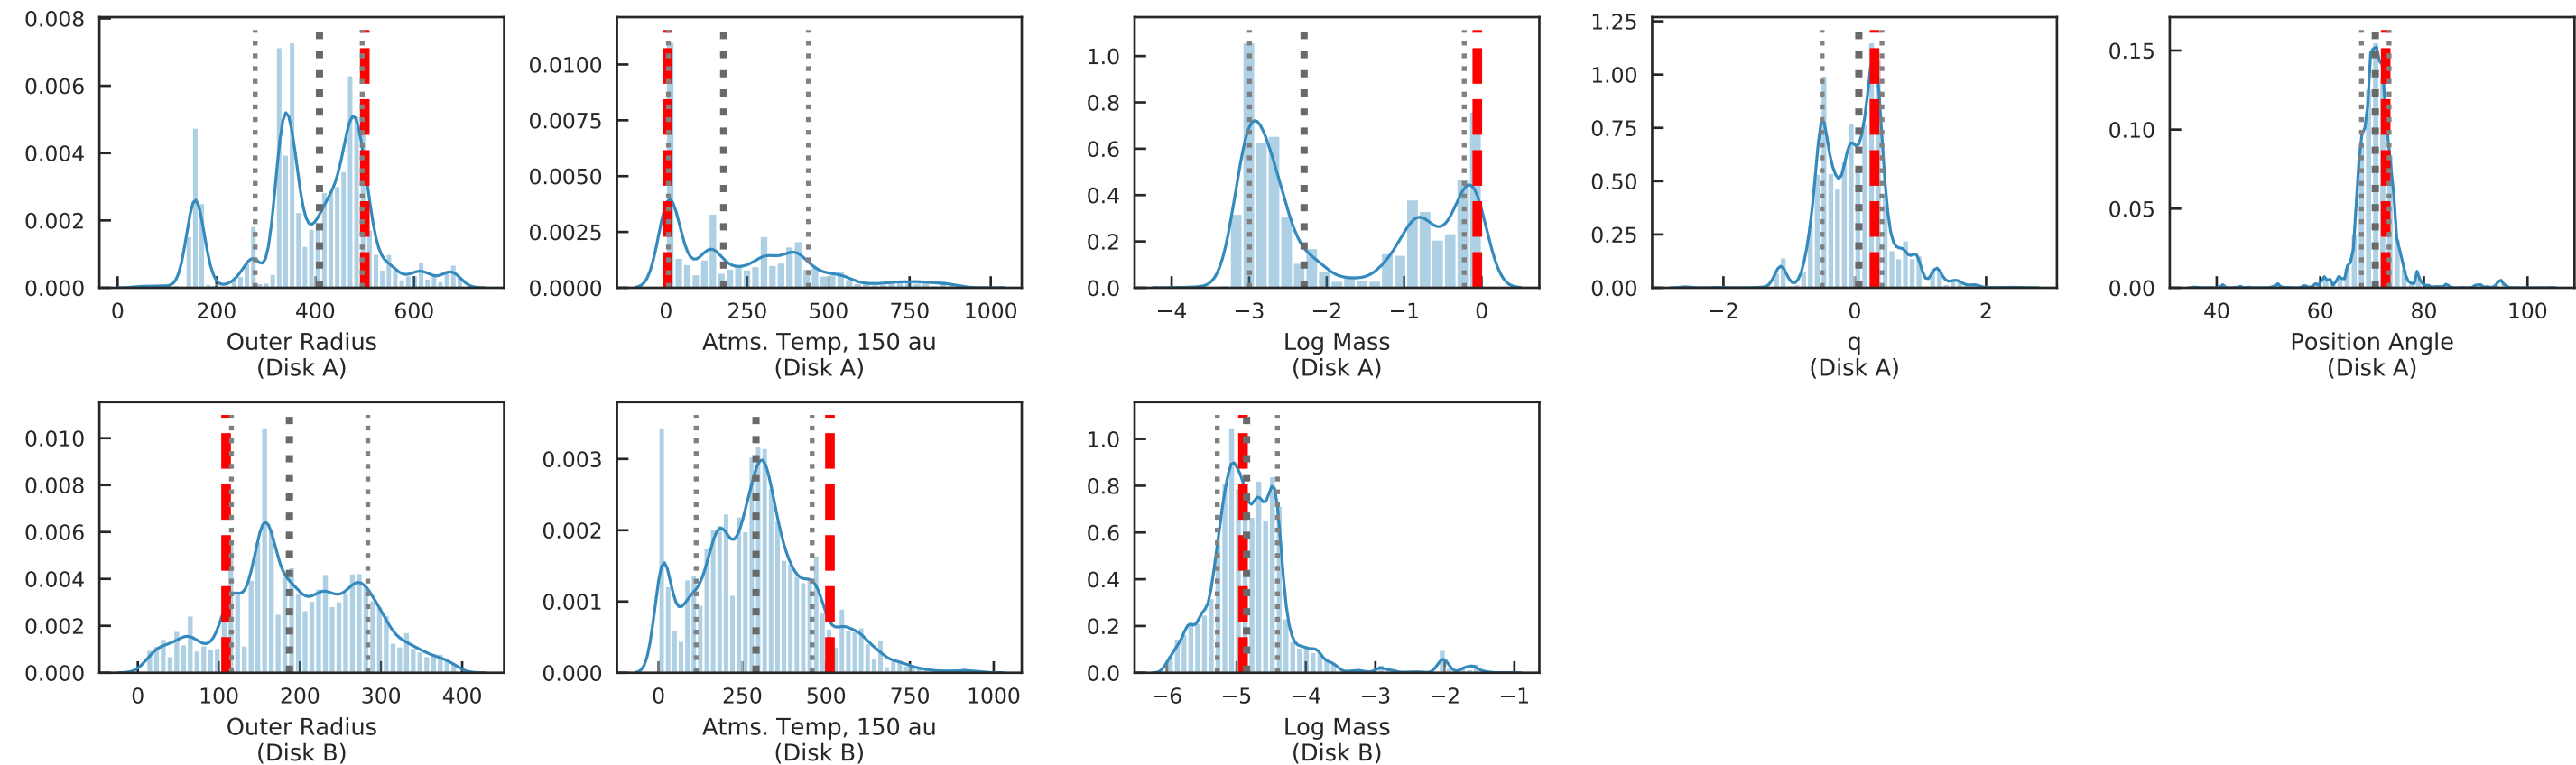 0.008
0.006
0.004
0.002
0.000
0 200 400 600
Outer Radius
(Disk A)
0.0100
0.0075
0.0050
0.0025
0.0000
0 250 500 750 1000
Atms. Temp, 150 au
(Disk A)
1.0
0.8
0.6
0.4
0.2
0.0
−4 −3 −2 −1 0
Log Mass
(Disk A)
1.25
1.00
0.75
0.50
0.25
0.00
−2 0 2
q
(Disk A)
0.15
0.10
0.05
0.00
40 60 80 100
Position Angle
(Disk A)
0.010
0.008
0.006
0.004
0.002
0.000
0 100 200 300 400
Outer Radius
(Disk B)
0.003
0.002
0.001
0.000
0 250 500 750 1000
Atms. Temp, 150 au
(Disk B)
1.0
0.8
0.6
0.4
0.2
0.0
−6 −5 −4 −3 −2 −1
Log Mass
(Disk B)